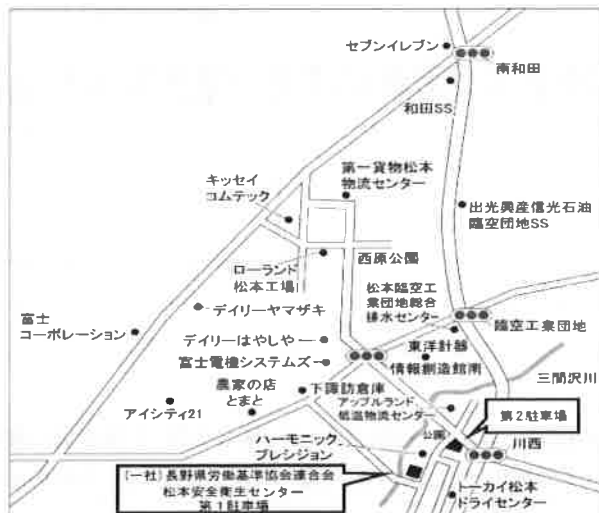 セブンイレブン
南和田
和田SS
第一貨物松本
物流センター
キッセイ
コムテック
出光興産信光石油
臨空団地SS
西原公園
ローランド
松本工場
松本臨空工
業団地総合
排水センター
デイリーヤマザキ
臨空工業団地
富士
コーポレーション
デイリーはやしや
東洋計器
富士電機システムズ
情報創造館南
三間沢川
農家の店
とまと
下諏訪倉庫
アップルランド
低温物流センター
アイシティ21
第2駐車場
公園
川西
ハーモニック
プレシジョン
(一社)長野県労働基準協会連合会
松本安全衛生センター
第1駐車場
トーカイ松本
ドライセンター